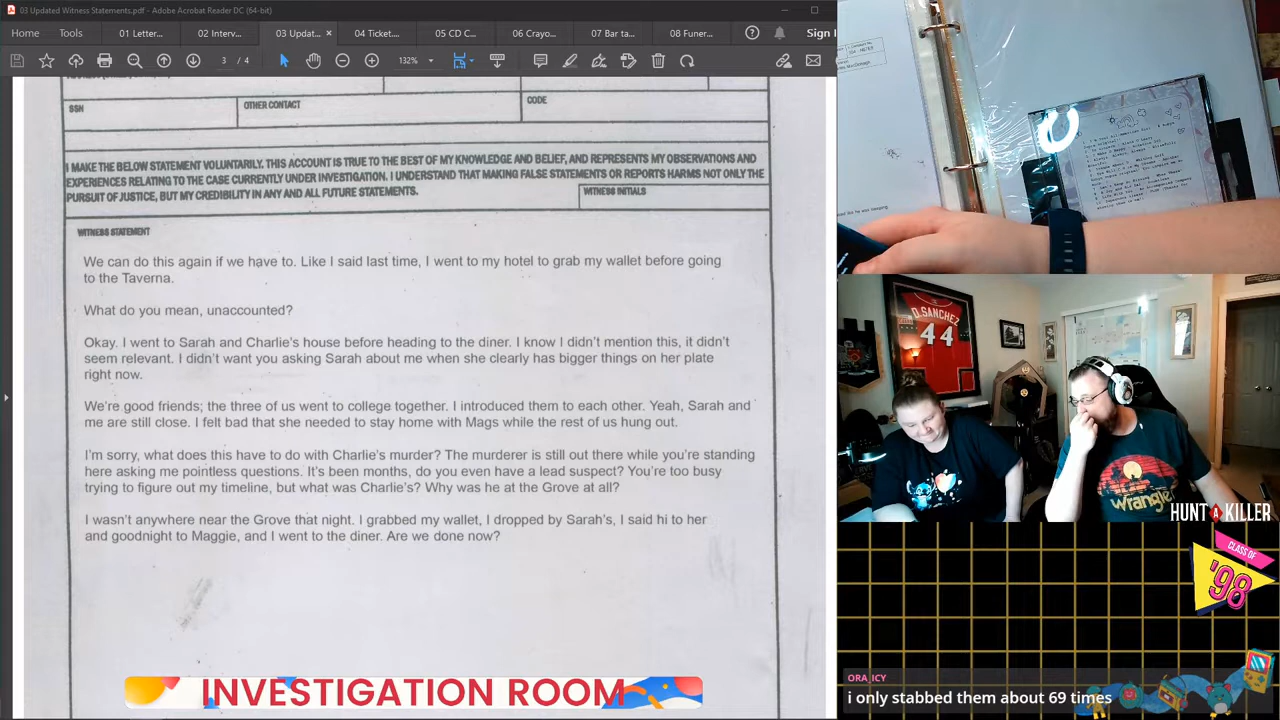 03 Updated Witness Statements.pdf - Adobe Acrobat Reader DC (64-bit)
Home Tools 01 Letter... 02 Interv... 03 Updat... × 04 Ticket... 05 CD C... 06 Crayo... 07 Bar ta... 08 Funer... Sign I
3 / 4 132%
SSN OTHER CONTACT CODE
I MAKE THE BELOW STATEMENT VOLUNTARILY. THIS ACCOUNT IS TRUE TO THE BEST OF MY KNOWLEDGE AND BELIEF, AND REPRESENTS MY OBSERVATIONS AND
EXPERIENCES RELATING TO THE CASE CURRENTLY UNDER INVESTIGATION. I UNDERSTAND THAT MAKING FALSE STATEMENTS OR REPORTS HARMS NOT ONLY THE
PURSUIT OF JUSTICE, BUT MY CREDIBILITY IN ANY AND ALL FUTURE STATEMENTS.
WITNESS INITIALS
WITNESS STATEMENT
We can do this again if we have to. Like I said last time, I went to my hotel to grab my wallet before going
to the Taverna.
What do you mean, unaccounted?
Okay. I went to Sarah and Charlie's house before heading to the diner. I know I didn't mention this, it didn't
seem relevant. I didn't want you asking Sarah about me when she clearly has bigger things on her plate
right now.
We're good friends; the three of us went to college together. I introduced them to each other. Yeah, Sarah and
me are still close. I felt bad that she needed to stay home with Mags while the rest of us hung out.
I'm sorry, what does this have to do with Charlie's murder? The murderer is still out there while you're standing
here asking me pointless questions. It's been months, do you even have a lead suspect? You're too busy
trying to figure out my timeline, but what was Charlie's? Why was he at the Grove at all?
I wasn't anywhere near the Grove that night. I grabbed my wallet, I dropped by Sarah's, I said hi to her
and goodnight to Maggie, and I went to the diner. Are we done now?
INVESTIGATION ROOM
D.SANCHEZ
44
Wrangler
HUNT A KILLER
CLASS OF
'98
ORA_ICY
i only stabbed them about 69 times